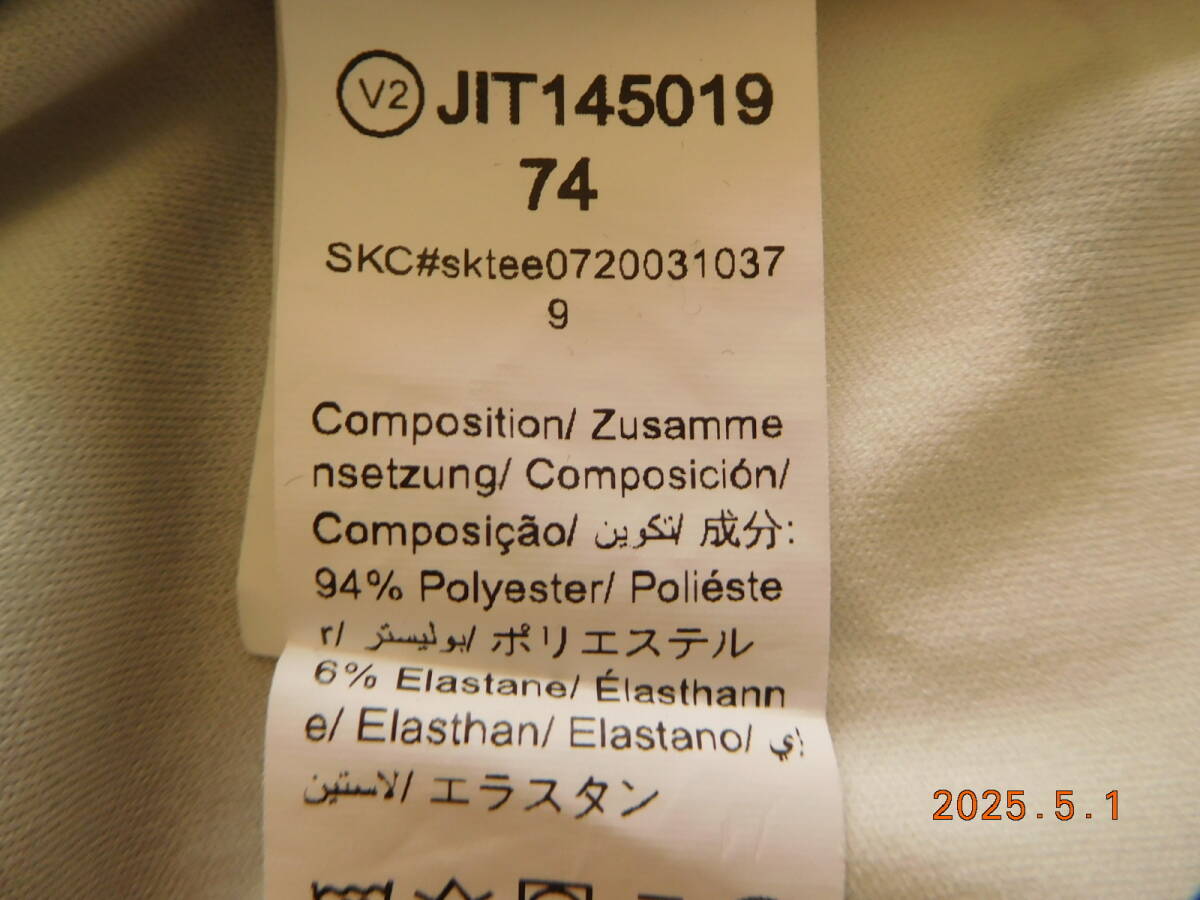 V2 JIT145019
74
SKC#sktee0720031037
9
Composition/ Zusamme
nsetzung/ Composición/
Composição/ تكوين/ 成分:
94% Polyester/ Poliéste
r/ بوليستر/ ポリエステル
6% Elastane/ Élasthann
e/ Elasthan/ Elastano/ إي
لاستين/ エラスタン
2025.5.1